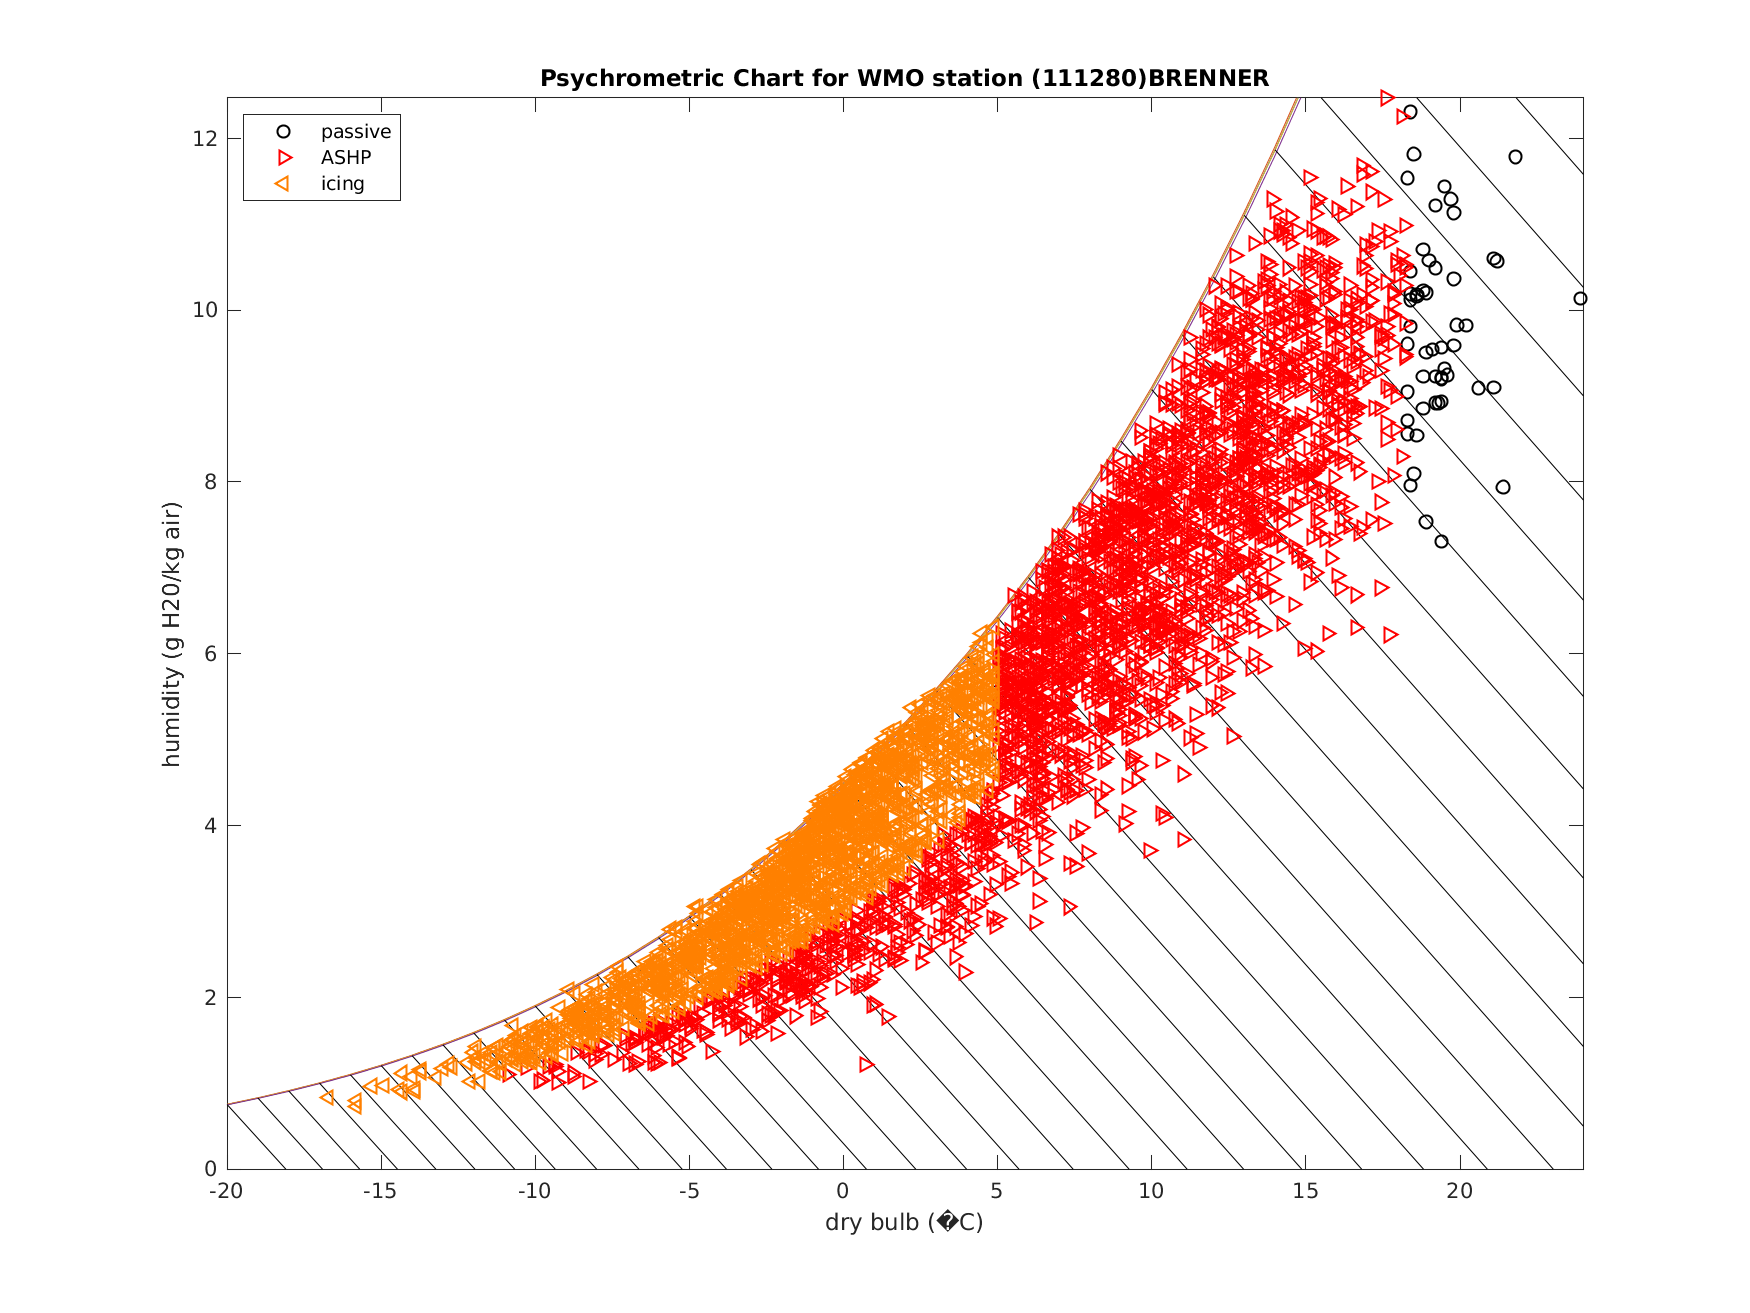 Psychrometric Chart for WMO station (111280)BRENNER
passive
ASHP
icing
humidity (g H20/kg air)
12
10
8
6
4
2
0
-20 -15 -10 -5 0 5 10 15 20
dry bulb (�C)